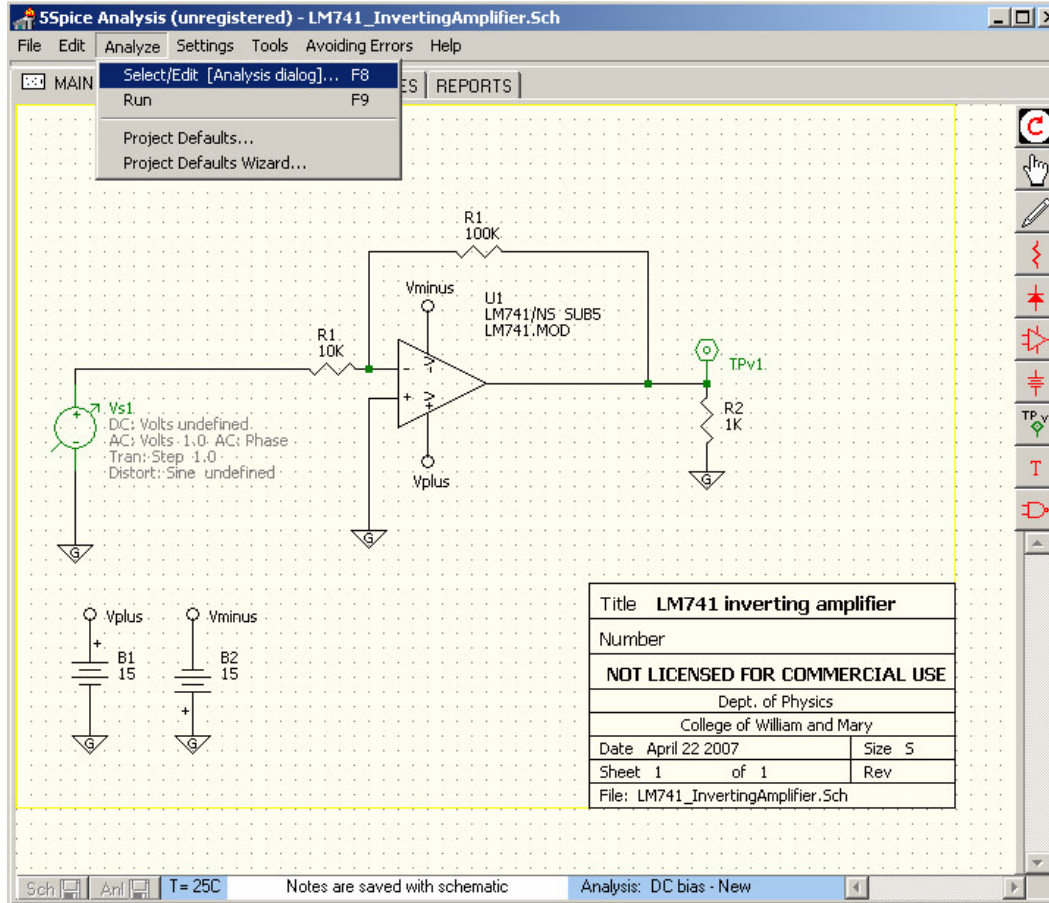 5Spice Analysis (unregistered) - LM741_InvertingAmplifier.Sch
File Edit Analyze Settings Tools Avoiding Errors Help
MAIN ES REPORTS
Select/Edit [Analysis dialog]... F8
Run F9
Project Defaults...
Project Defaults Wizard...
R1
100K
Vminus
U1
LM741/NS SUB5
LM741.MOD
R1
10K
TPv1
- V-
+ V+
Vs1
DC: Volts undefined
AC: Volts 1.0 AC: Phase
Tran: Step 1.0
Distort: Sine undefined
R2
1K
Vplus
G
G
G
Vplus
Vminus
+
B1
15
B2
15
+
G
G
TP v
T
Title LM741 inverting amplifier
Number
NOT LICENSED FOR COMMERCIAL USE
Dept. of Physics
College of William and Mary
Date April 22 2007 Size S
Sheet 1 of 1 Rev
File: LM741_InvertingAmplifier.Sch
Sch Anl T= 25C Notes are saved with schematic Analysis: DC bias - New